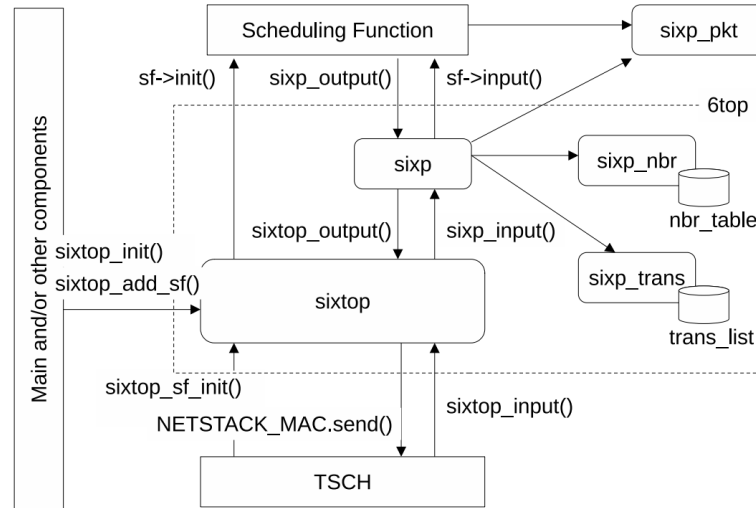 Scheduling Function
sixp_pkt
sf->init()
sixp_output()
sf->input()
6top
Main and/or other components
sixp
sixp_nbr
nbr_table
sixtop_init()
sixtop_output()
sixp_input()
sixtop_add_sf()
sixp_trans
sixtop
trans_list
sixtop_sf_init()
sixtop_input()
NETSTACK_MAC.send()
TSCH